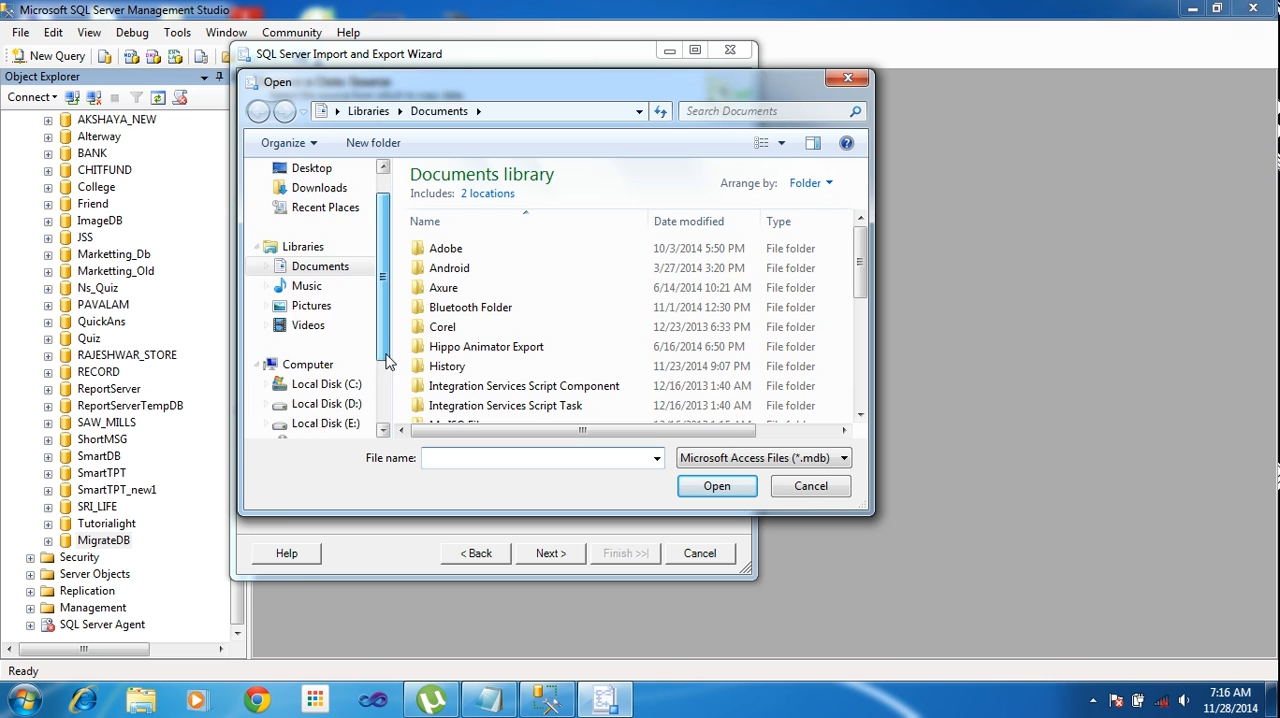 Microsoft SQL Server Management Studio
File Edit View Debug Tools Window Community Help
New Query
Object Explorer
Connect
AKSHAYA_NEW
Alterway
BANK
CHITFUND
College
Friend
ImageDB
JSS
Marketting_Db
Marketting_Old
Ns_Quiz
PAVALAM
QuickAns
Quiz
RAJESHWAR_STORE
RECORD
ReportServer
ReportServerTempDB
SAW_MILLS
ShortMSG
SmartDB
SmartTPT
SmartTPT_new1
SRI_LIFE
Tutorialight
MigrateDB
Security
Server Objects
Replication
Management
SQL Server Agent
SQL Server Import and Export Wizard
Open
Libraries Documents
Search Documents
Organize New folder
Desktop
Downloads
Recent Places
Libraries
Documents
Music
Pictures
Videos
Computer
Local Disk (C:)
Local Disk (D:)
Local Disk (E:)
Documents library
Includes: 2 locations
Arrange by: Folder
Name Date modified Type
Adobe 10/3/2014 5:50 PM File folder
Android 3/27/2014 3:20 PM File folder
Axure 6/14/2014 10:21 AM File folder
Bluetooth Folder 11/1/2014 12:30 PM File folder
Corel 12/23/2013 6:33 PM File folder
Hippo Animator Export 6/16/2014 6:50 PM File folder
History 11/23/2014 9:07 PM File folder
Integration Services Script Component 12/16/2013 1:40 AM File folder
Integration Services Script Task 12/16/2013 1:40 AM File folder
File name: Microsoft Access Files (*.mdb)
Open Cancel
Help < Back Next > Finish >>| Cancel
Ready
7:16 AM
11/28/2014